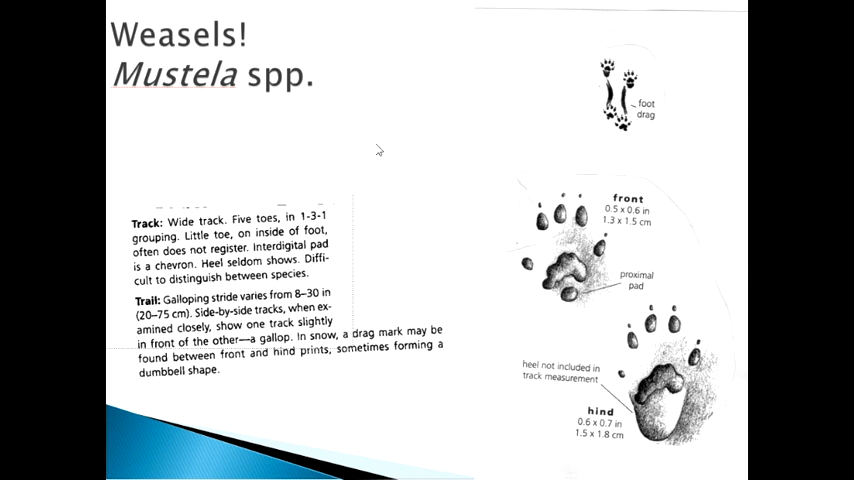 Weasels!
Mustela spp.
foot
drag
Track: Wide track. Five toes, in 1-3-1
grouping. Little toe, on inside of foot,
often does not register. Interdigital pad
is a chevron. Heel seldom shows. Diffi-
cult to distinguish between species.
Trail: Galloping stride varies from 8–30 in
(20–75 cm). Side-by-side tracks, when ex-
amined closely, show one track slightly
in front of the other—a gallop. In snow, a drag mark may be
found between front and hind prints, sometimes forming a
dumbbell shape.
front
0.5 x 0.6 in
1.3 x 1.5 cm
proximal
pad
heel not included in
track measurement
hind
0.6 x 0.7 in
1.5 x 1.8 cm